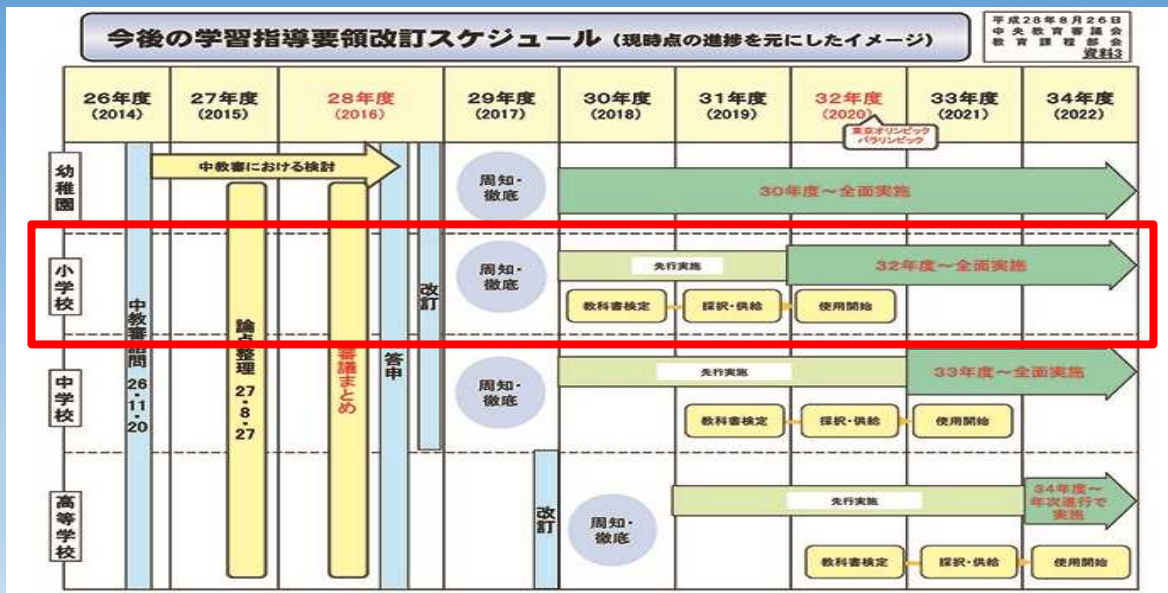 今後の学習指導要領改訂スケジュール（現時点の進捗を元にしたイメージ）
平成28年8月26日
中央教育審議会
教育課程部会
資料3
26年度
(2014)
27年度
(2015)
28年度
(2016)
29年度
(2017)
30年度
(2018)
31年度
(2019)
32年度
(2020)
33年度
(2021)
34年度
(2022)
東京オリンピック
パラリンピック
幼稚園
中教審における検討
周知・
徹底
30年度～全面実施
小学校
周知・
徹底
先行実施
32年度～全面実施
教科書検定
採択・供給
使用開始
中教審諮問 26・11・20
論点整理 27・8・27
審議まとめ
答申
改訂
中学校
周知・
徹底
先行実施
33年度～全面実施
教科書検定
採択・供給
使用開始
高等学校
改訂
周知・
徹底
先行実施
34年度～
年次進行で
実施
教科書検定
採択・供給
使用開始